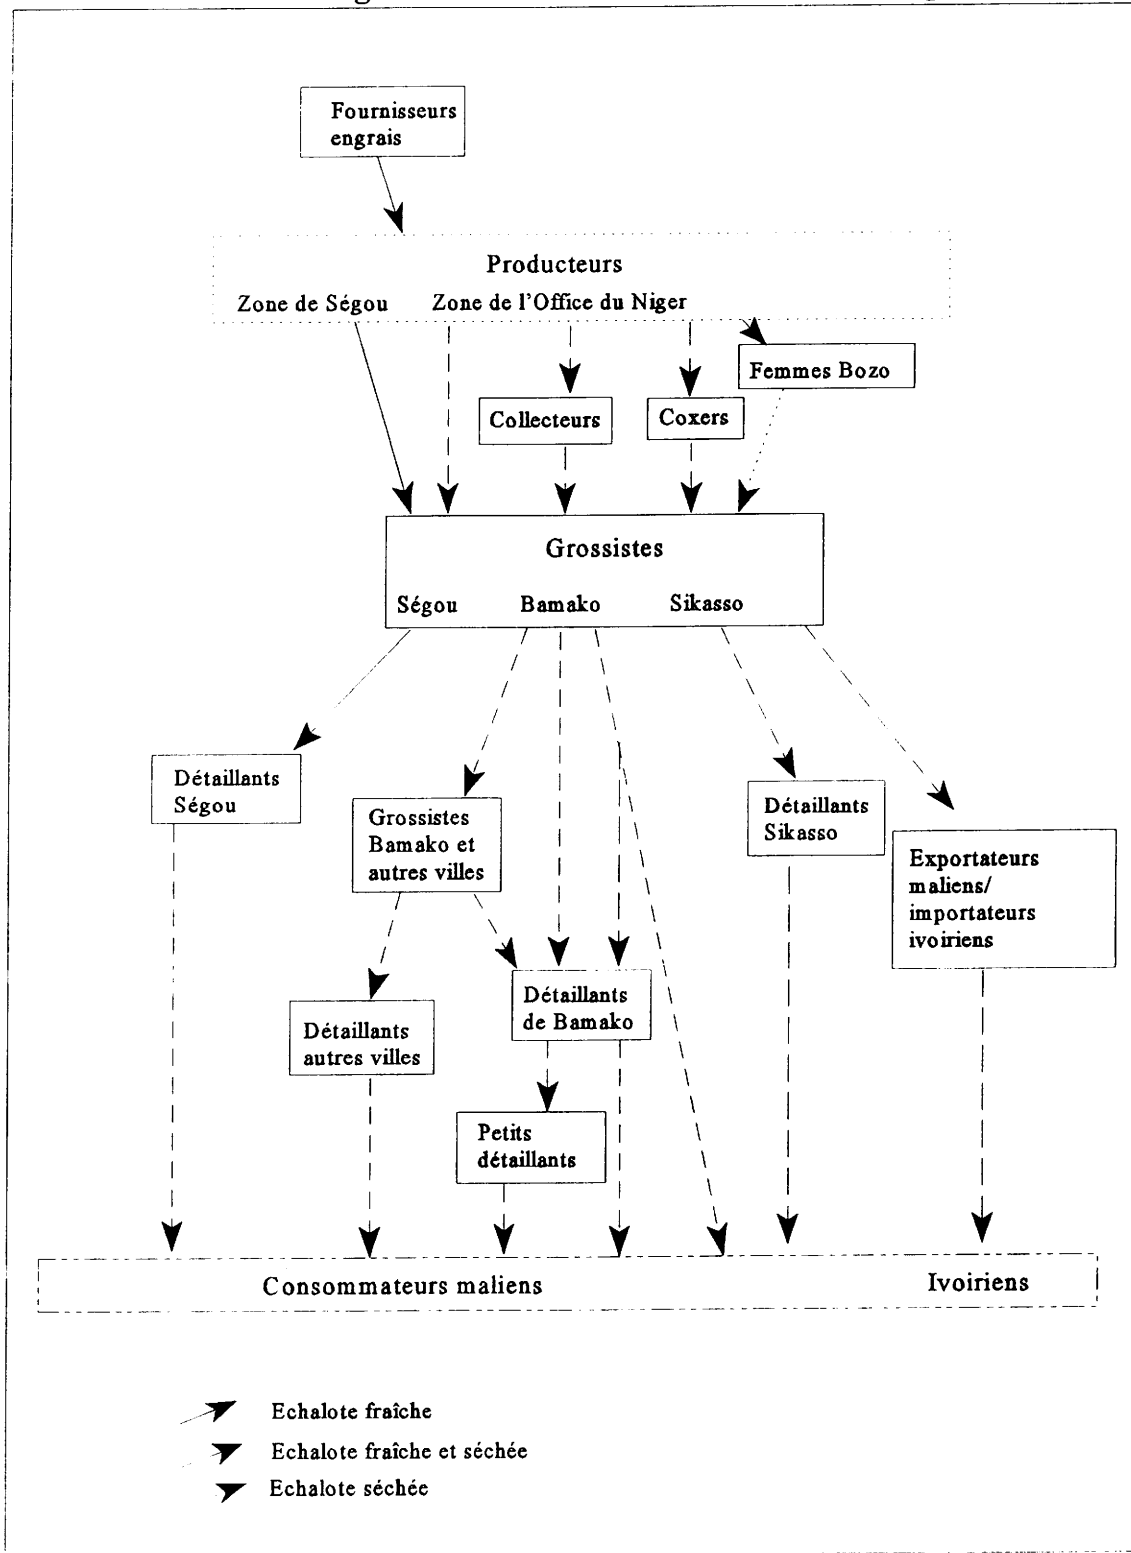 Fournisseurs
engrais
Producteurs
Zone de Ségou
Zone de l'Office du Niger
Femmes Bozo
Collecteurs
Coxers
Grossistes
Ségou
Bamako
Sikasso
Détaillants
Ségou
Grossistes
Bamako et
autres villes
Détaillants
Sikasso
Exportateurs
maliens/
importateurs
ivoiriens
Détaillants
de Bamako
Détaillants
autres villes
Petits
détaillants
Consommateurs maliens
Ivoiriens
Echalote fraîche
Echalote fraîche et séchée
Echalote séchée